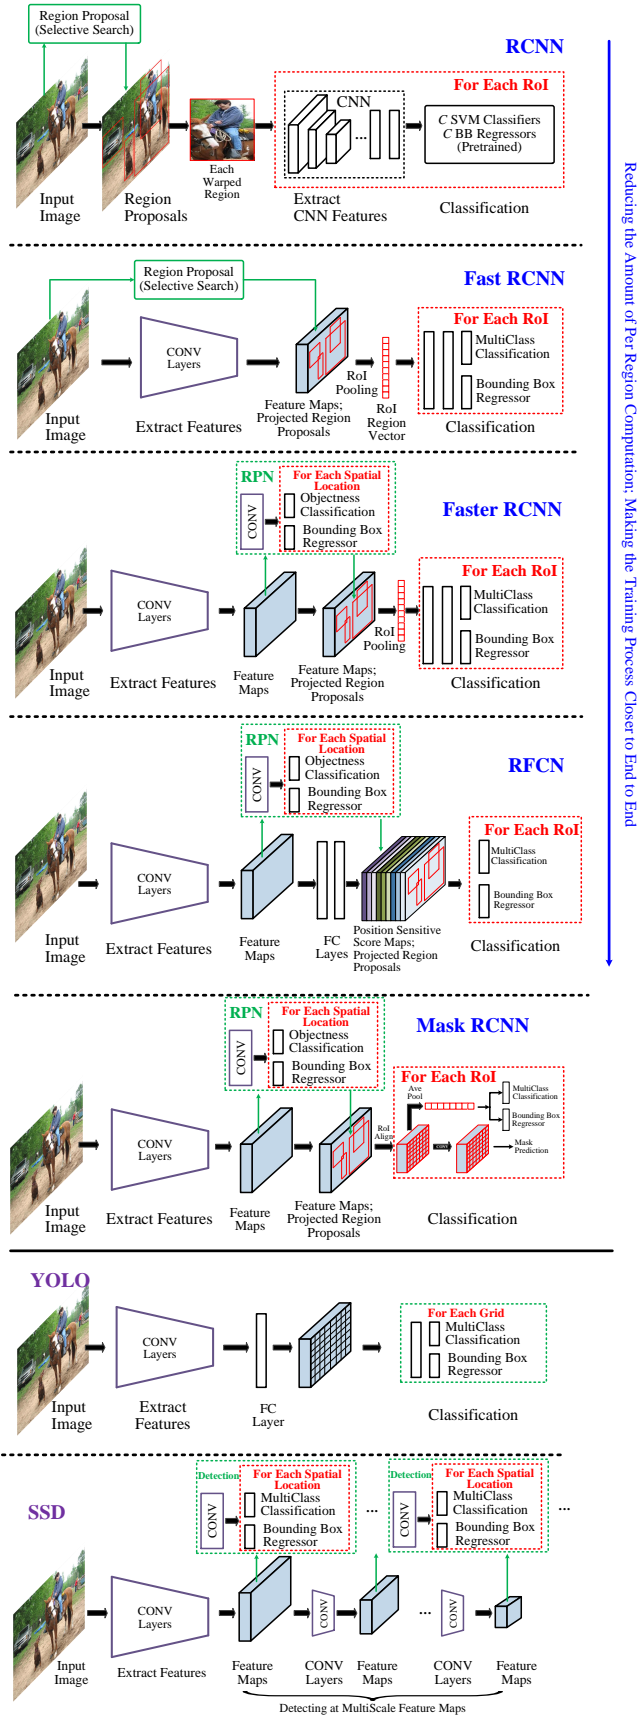 Region Proposal
(Selective Search)
RCNN
For Each RoI
CNN
C SVM Classifiers
C BB Regressors
(Pretrained)
Input
Image
Region
Proposals
Each
Warped
Region
Extract
CNN Features
Classification
Region Proposal
(Selective Search)
Fast RCNN
For Each RoI
CONV
Layers
MultiClass
Classification
Bounding Box
Regressor
RoI
Pooling
Input
Image
Extract Features
Feature Maps;
Projected Region
Proposals
RoI
Region
Vector
Classification
RPN
For Each Spatial
Location
CONV
Objectness
Classification
Bounding Box
Regressor
Faster RCNN
For Each RoI
CONV
Layers
MultiClass
Classification
Bounding Box
Regressor
RoI
Pooling
Input
Image
Extract Features
Feature
Maps
Feature Maps;
Projected Region
Proposals
Classification
RPN
For Each Spatial
Location
CONV
Objectness
Classification
Bounding Box
Regressor
RFCN
For Each RoI
CONV
Layers
MultiClass
Classification
Bounding Box
Regressor
Input
Image
Extract Features
Feature
Maps
FC
Layes
Position Sensitive
Score Maps;
Projected Region
Proposals
Classification
Reducing the Amount of Per Region Computation; Making the Training Process Closer to End to End
RPN
For Each Spatial
Location
CONV
Objectness
Classification
Bounding Box
Regressor
Mask RCNN
For Each RoI
CONV
Layers
RoI
Align
Ave
Pool
MultiClass
Classification
Bounding Box
Regressor
CONV
Mask
Prediction
Input
Image
Extract Features
Feature
Maps
Feature Maps;
Projected Region
Proposals
Classification
YOLO
CONV
Layers
For Each Grid
MultiClass
Classification
Bounding Box
Regressor
Input
Image
Extract
Features
FC
Layer
Classification
SSD
Detection
For Each Spatial
Location
CONV
MultiClass
Classification
Bounding Box
Regressor
...
Detection
For Each Spatial
Location
CONV
MultiClass
Classification
Bounding Box
Regressor
...
CONV
Layers
CONV
...
CONV
Input
Image
Extract Features
Feature
Maps
CONV
Layers
Feature
Maps
CONV
Layers
Feature
Maps
Detecting at MultiScale Feature Maps